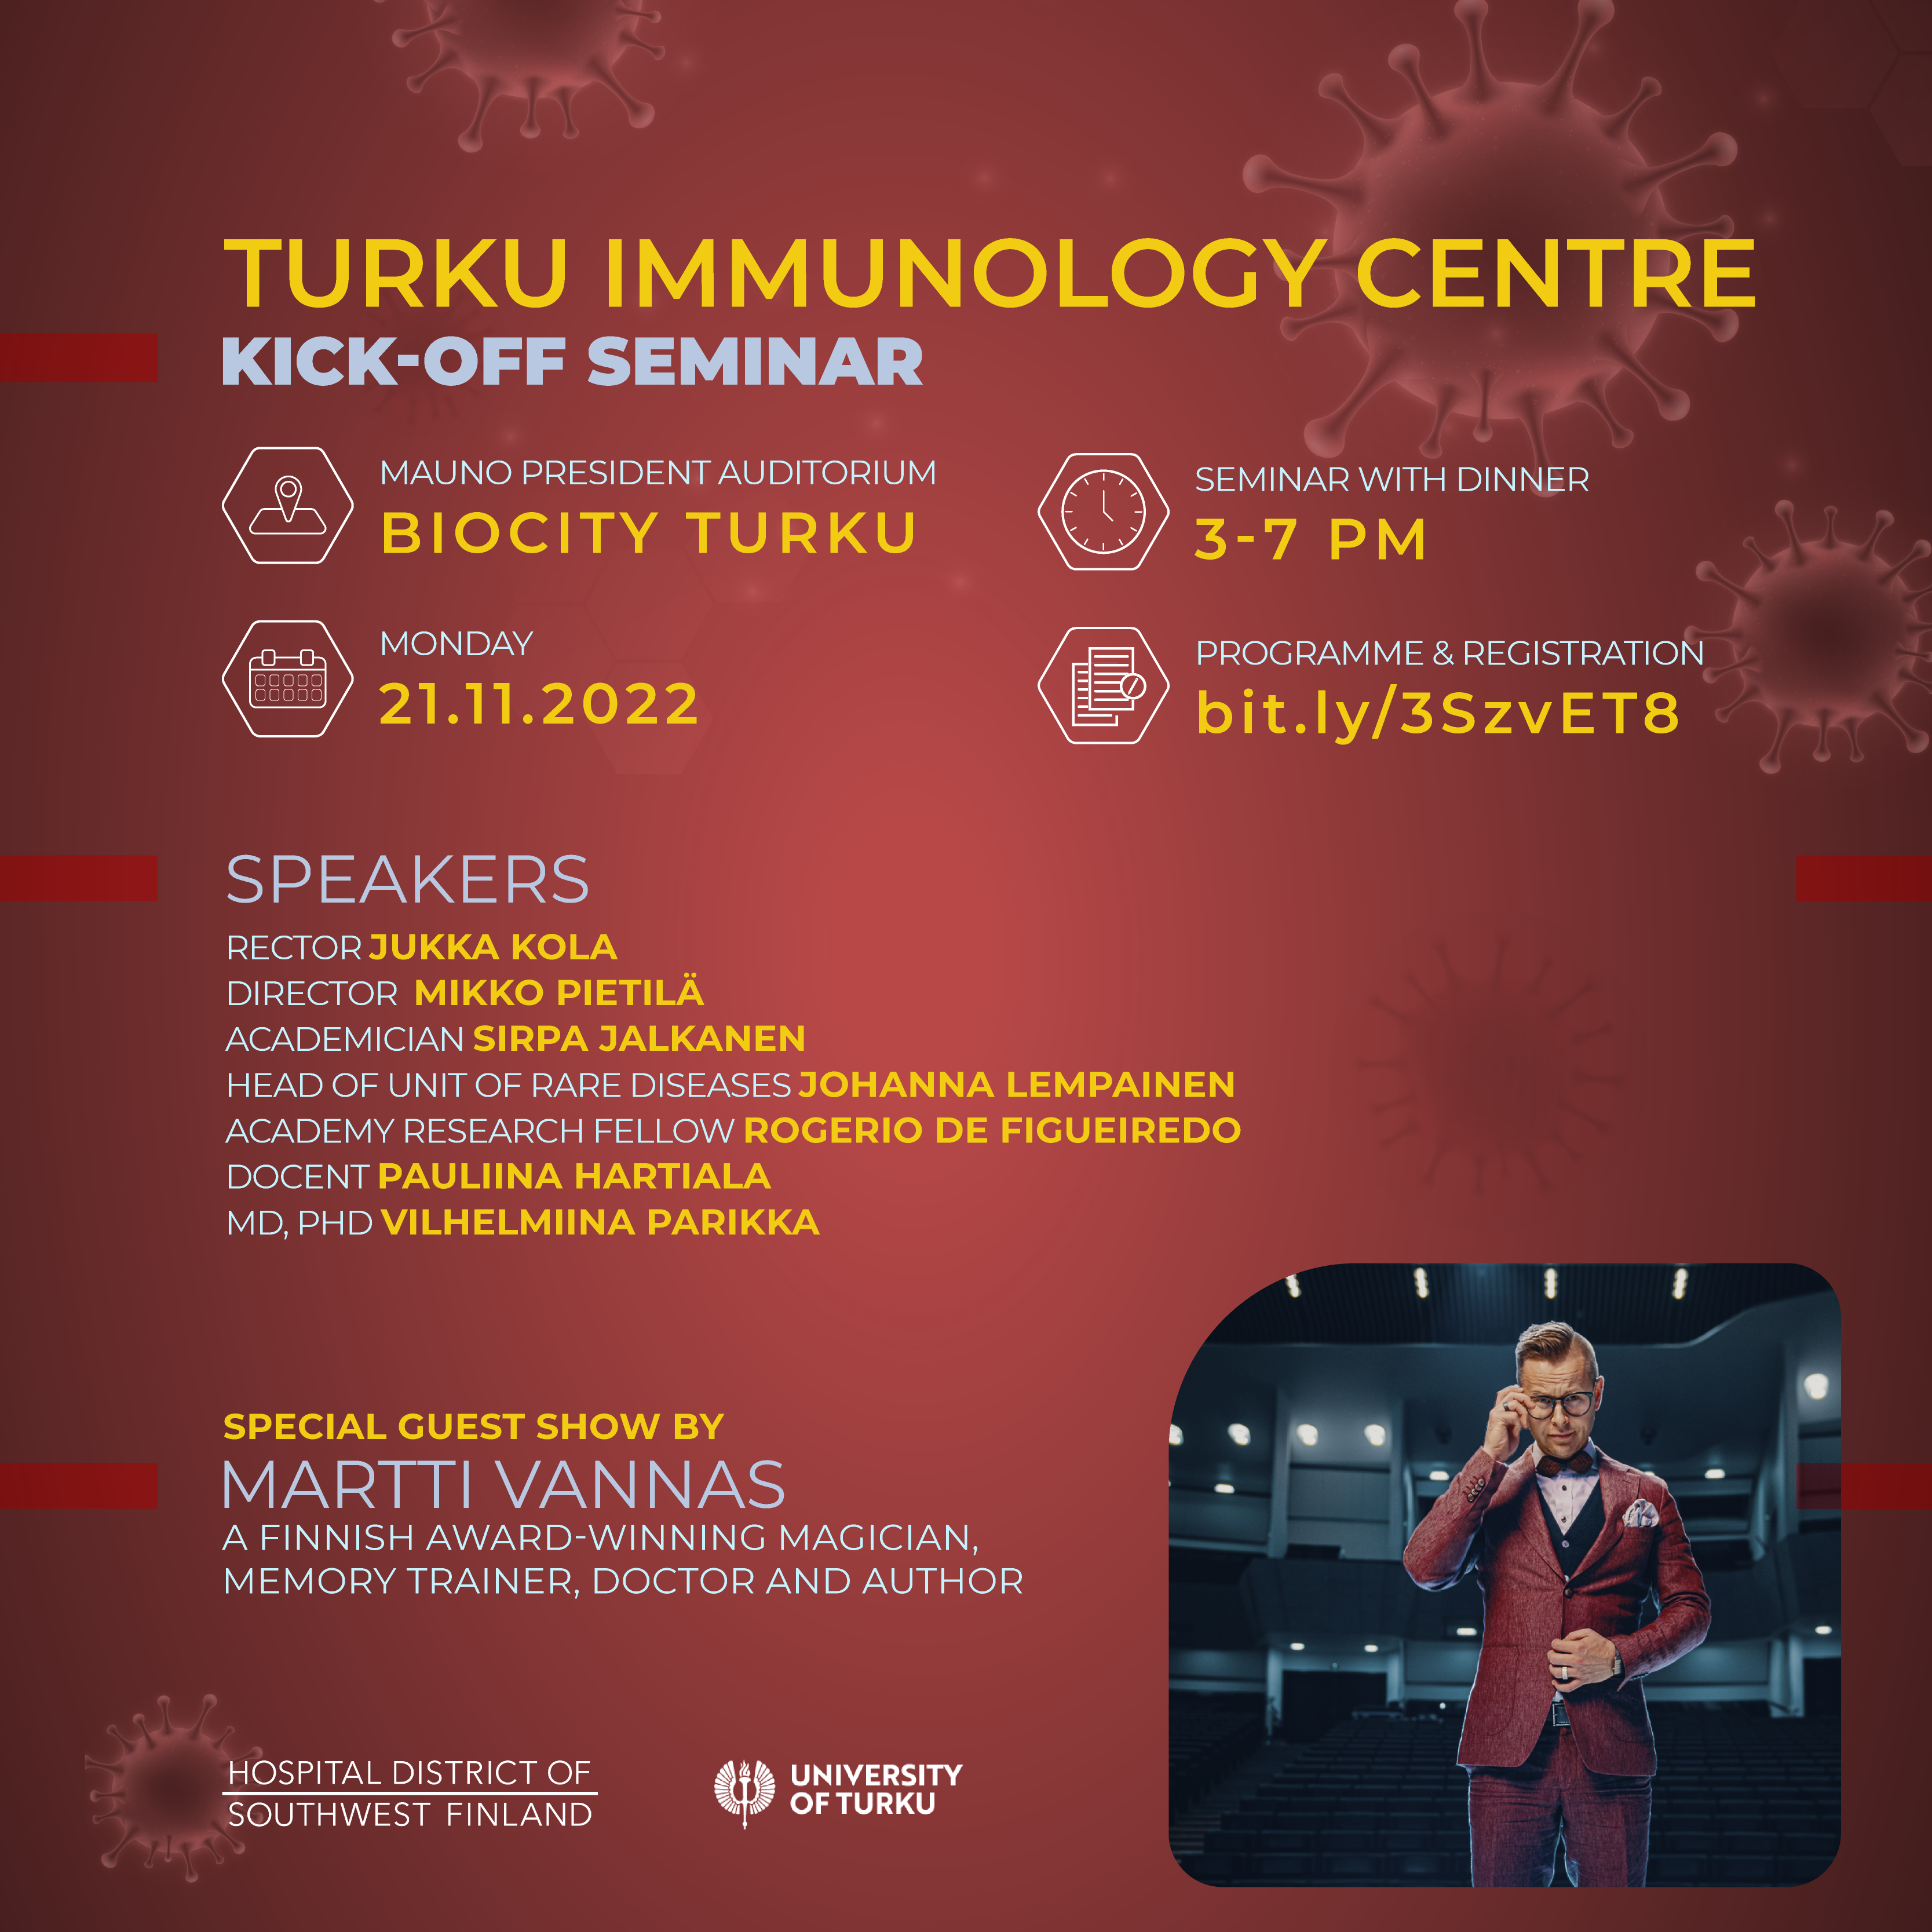 TURKU IMMUNOLOGY CENTRE
KICK-OFF SEMINAR
MAUNO PRESIDENT AUDITORIUM
BIOCITY TURKU
SEMINAR WITH DINNER
3-7 PM
MONDAY
21.11.2022
PROGRAMME & REGISTRATION
bit.ly/3SzvET8
SPEAKERS
RECTOR JUKKA KOLA
DIRECTOR MIKKO PIETILÄ
ACADEMICIAN SIRPA JALKANEN
HEAD OF UNIT OF RARE DISEASES JOHANNA LEMPAINEN
ACADEMY RESEARCH FELLOW ROGERIO DE FIGUEIREDO
DOCENT PAULIINA HARTIALA
MD, PHD VILHELMIINA PARIKKA
SPECIAL GUEST SHOW BY
MARTTI VANNAS
A FINNISH AWARD-WINNING MAGICIAN,
MEMORY TRAINER, DOCTOR AND AUTHOR
HOSPITAL DISTRICT OF
SOUTHWEST FINLAND
UNIVERSITY
OF TURKU